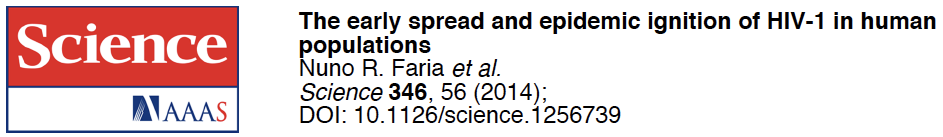 Science
AAAS
The early spread and epidemic ignition of HIV-1 in human
populations
Nuno R. Faria et al.
Science 346, 56 (2014);
DOI: 10.1126/science.1256739